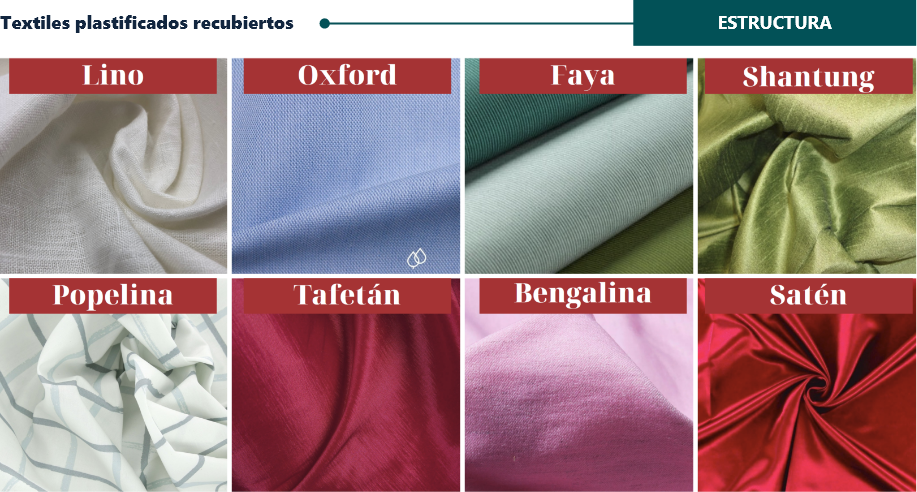 Textiles plastificados recubiertos
ESTRUCTURA
Lino
Oxford
Faya
Shantung
Popelina
Tafetán
Bengalina
Satén